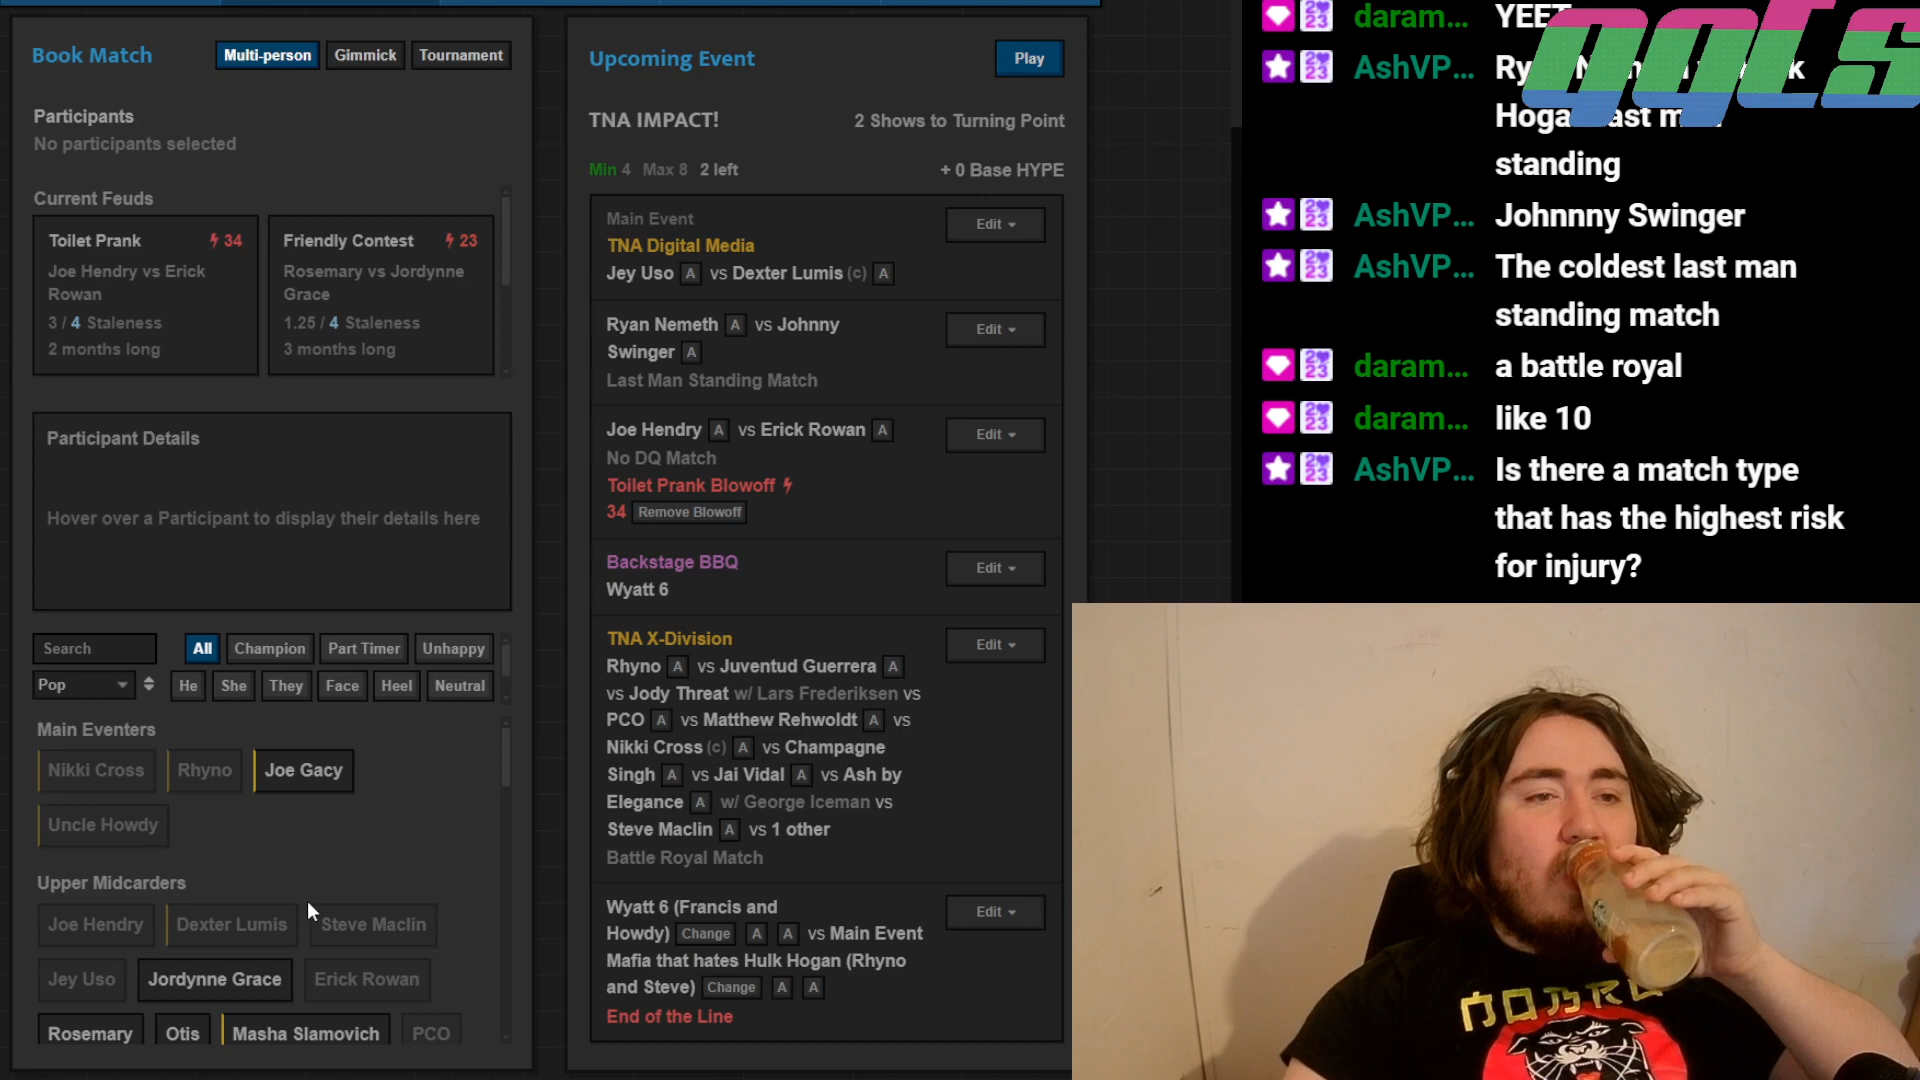 Book Match
Multi-person
Gimmick
Tournament
Participants
No participants selected
Current Feuds
Toilet Prank
34
Joe Hendry vs Erick
Rowan
3 / 4 Staleness
2 months long
Friendly Contest
23
Rosemary vs Jordynne
Grace
1.25 / 4 Staleness
3 months long
Participant Details
Hover over a Participant to display their details here
Search
All
Champion
Part Timer
Unhappy
Pop
He
She
They
Face
Heel
Neutral
Main Eventers
Nikki Cross
Rhyno
Joe Gacy
Uncle Howdy
Upper Midcarders
Joe Hendry
Dexter Lumis
Steve Maclin
Jey Uso
Jordynne Grace
Erick Rowan
Rosemary
Otis
Masha Slamovich
PCO
Upcoming Event
Play
TNA IMPACT!
2 Shows to Turning Point
Min 4 Max 8 2 left
+ 0 Base HYPE
Main Event
TNA Digital Media
Jey Uso A vs Dexter Lumis (c) A
Edit
Ryan Nemeth A vs Johnny
Swinger A
Last Man Standing Match
Edit
Joe Hendry A vs Erick Rowan A
No DQ Match
Toilet Prank Blowoff
34 Remove Blowoff
Edit
Backstage BBQ
Wyatt 6
Edit
TNA X-Division
Rhyno A vs Juventud Guerrera A
vs Jody Threat w/ Lars Frederiksen vs
PCO A vs Matthew Rehwoldt A vs
Nikki Cross (c) A vs Champagne
Singh A vs Jai Vidal A vs Ash by
Elegance A w/ George Iceman vs
Steve Maclin A vs 1 other
Battle Royal Match
Edit
Wyatt 6 (Francis and
Howdy) Change A A vs Main Event
Mafia that hates Hulk Hogan (Rhyno
and Steve) Change A A
End of the Line
Edit
daram... YEET
AshVP...
standing
AshVP... Johnnny Swinger
AshVP... The coldest last man
standing match
daram... a battle royal
daram... like 10
AshVP... Is there a match type
that has the highest risk
for injury?